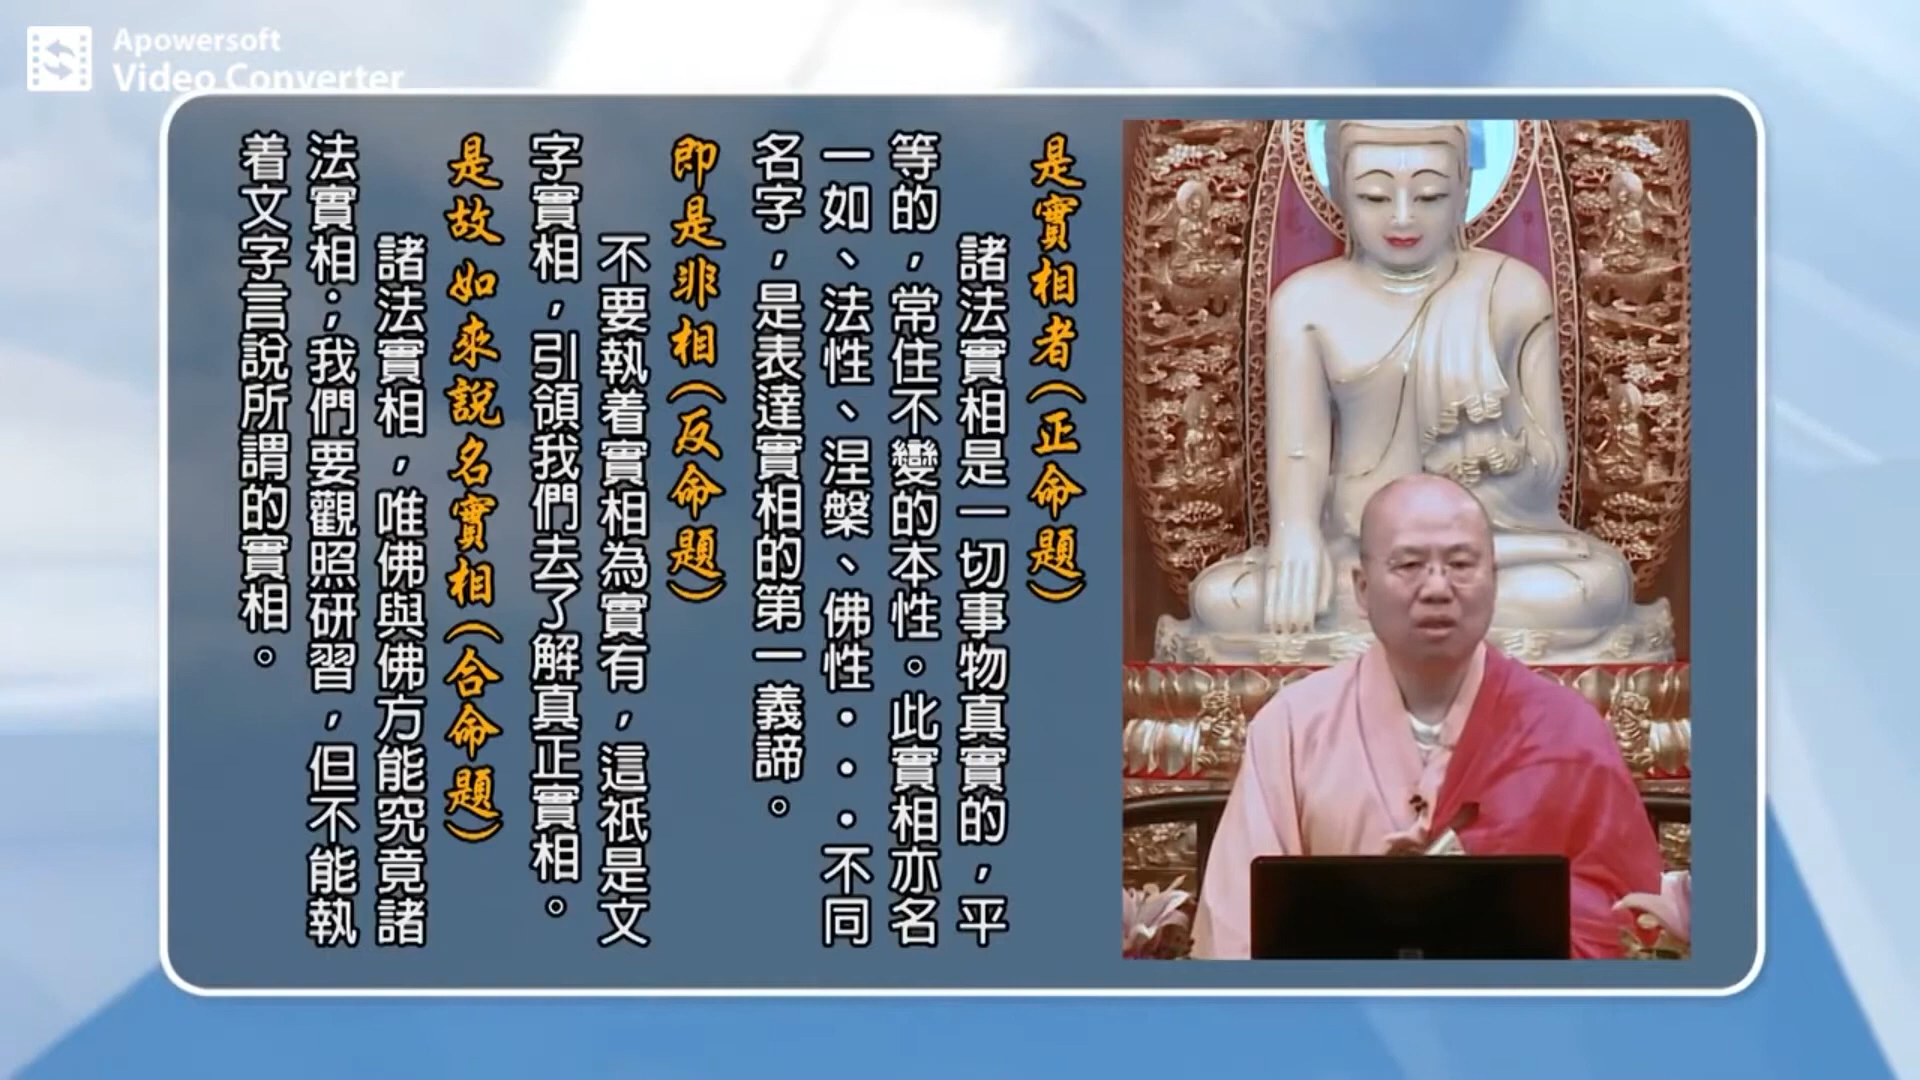 Apowersoft
Video Converter
是實相者(正命題)
諸法實相是一切事物真實的，平
等的，常住不變的本性。此實相亦名
一如、法性、涅槃、佛性・・・不同
名字，是表達實相的第一義諦。
即是非相(反命題)
不要執着實相為實有，這祇是文
字實相，引領我們去了解真正實相。
是故如來說名實相(合命題)
諸法實相，唯佛與佛方能究竟諸
法實相；我們要觀照研習，但不能執
着文字言說所謂的實相。